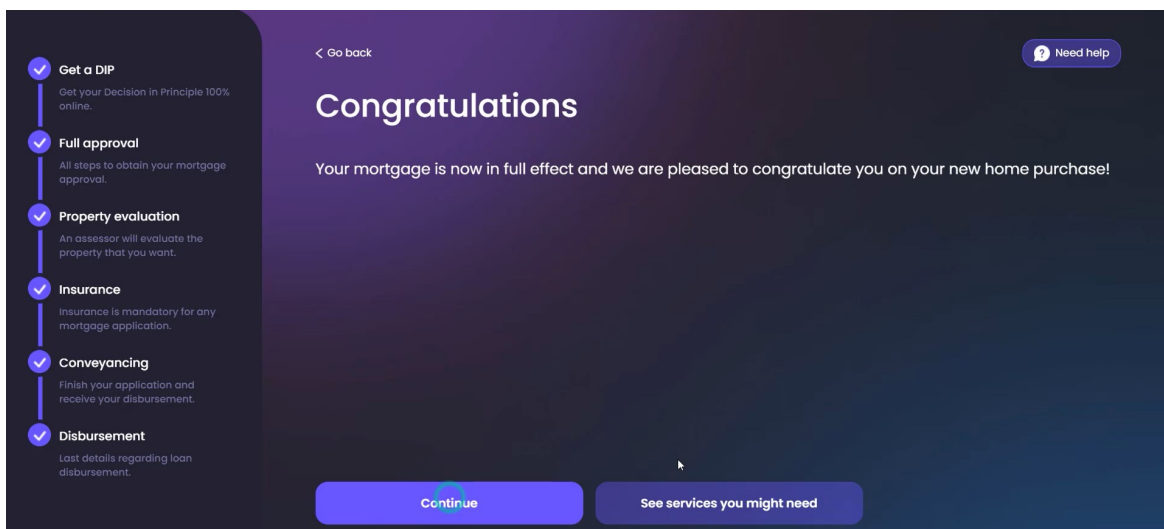 Get a DIP
Get your Decision in Principle 100%
online.
Full approval
All steps to obtain your mortgage
approval.
Property evaluation
An assessor will evaluate the
property that you want.
Insurance
Insurance is mandatory for any
mortgage application.
Conveyancing
Finish your application and
receive your disbursement.
Disbursement
Last details regarding loan
disbursement.
< Go back
? Need help
Congratulations
Your mortgage is now in full effect and we are pleased to congratulate you on your new home purchase!
Continue
See services you might need